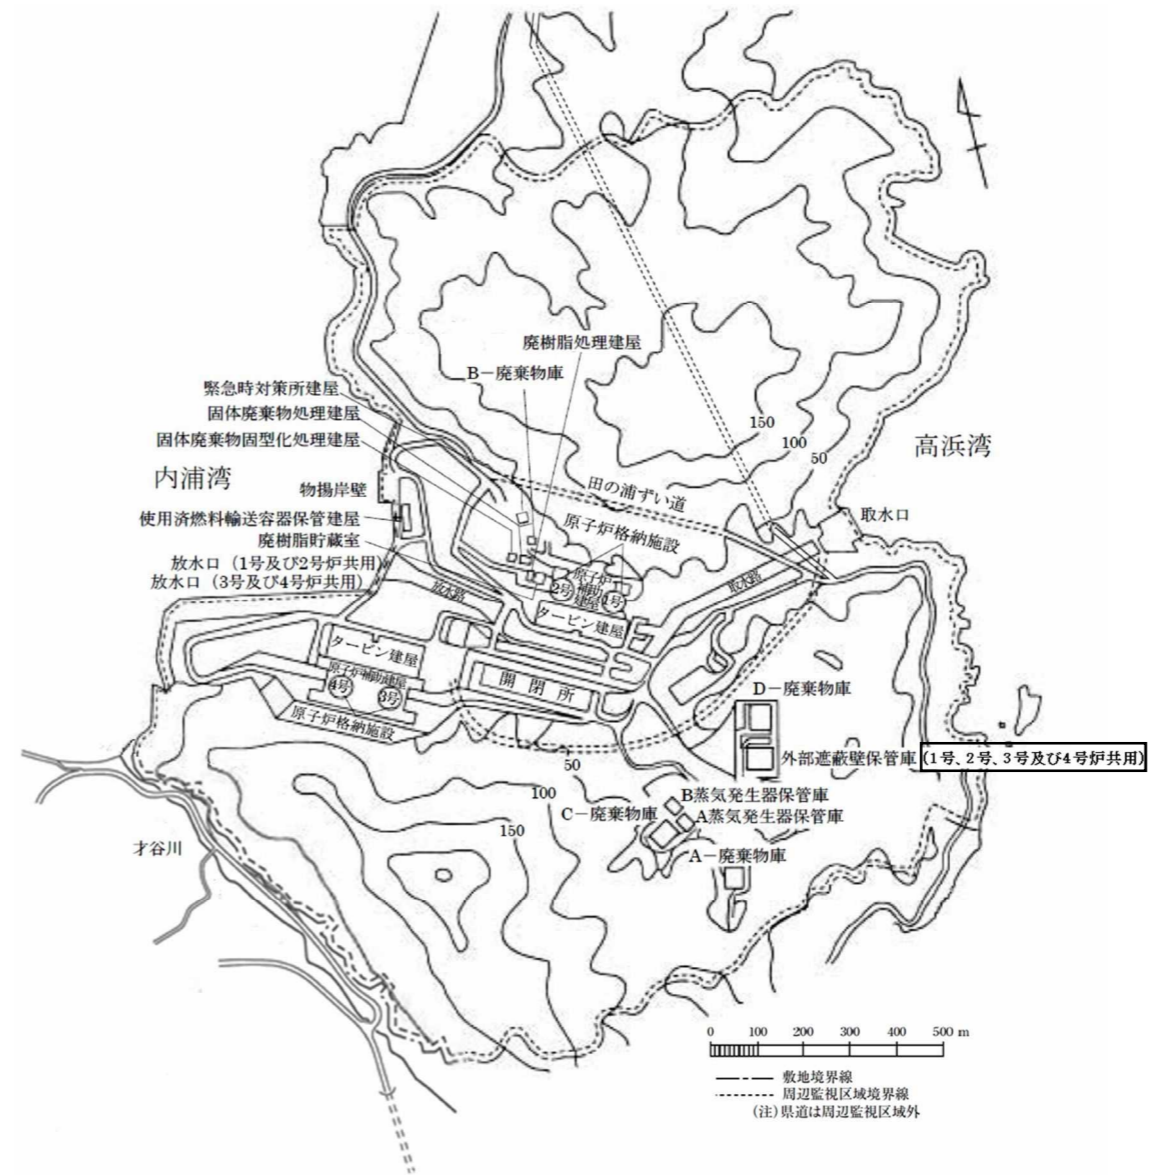 廃樹脂処理建屋
B－廃棄物庫
緊急時対策所建屋
固体廃棄物処理建屋
固体廃棄物固型化処理建屋
150
100
50
高浜湾
内浦湾
物揚岸壁
田の浦ずい道
取水口
使用済燃料輸送容器保管建屋
原子炉格納施設
廃樹脂貯蔵室
放水口（1号及び2号炉共用）
放水口（3号及び4号炉共用）
放水路
原子炉
補助
建屋
2号
1号
取水路
タービン建屋
タービン建屋
原子炉補助建屋
4号
3号
開閉所
原子炉格納施設
D－廃棄物庫
外部遮蔽壁保管庫(1号、2号、3号及び4号炉共用)
50
100
150
B蒸気発生器保管庫
C－廃棄物庫
A蒸気発生器保管庫
A－廃棄物庫
才谷川
0 100 200 300 400 500 m
敷地境界線
周辺監視区域境界線
(注)県道は周辺監視区域外